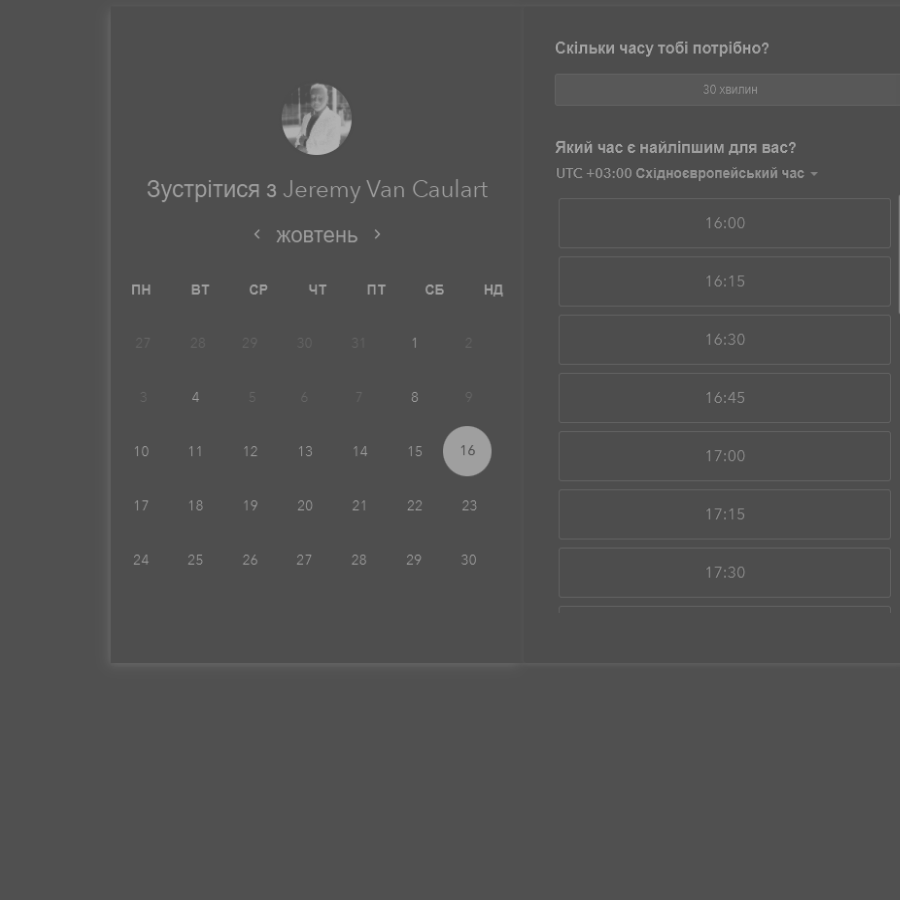 Зустрітися з Jeremy Van Caulart
жовтень
ПН ВТ СР ЧТ ПТ СБ НД
27 28 29 30 31 1 2
3 4 5 6 7 8 9
10 11 12 13 14 15 16
17 18 19 20 21 22 23
24 25 26 27 28 29 30
Скільки часу тобі потрібно?
30 хвилин
Який час є найліпшим для вас?
UTC +03:00 Східноєвропейський час
16:00
16:15
16:30
16:45
17:00
17:15
17:30